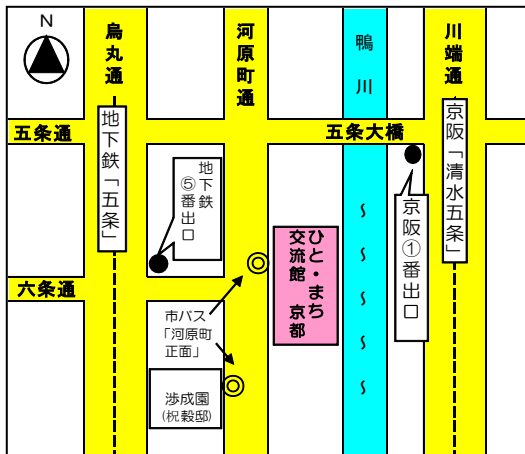 N
烏丸通
河原町通
鴨川
川端通
五条通
五条大橋
地下鉄「五条」
地下鉄
⑤番出口
京阪「清水五条」
京阪①番出口
六条通
ひと・まち
交流館 京都
市バス
「河原町
正面」
渉成園
(枳殻邸)